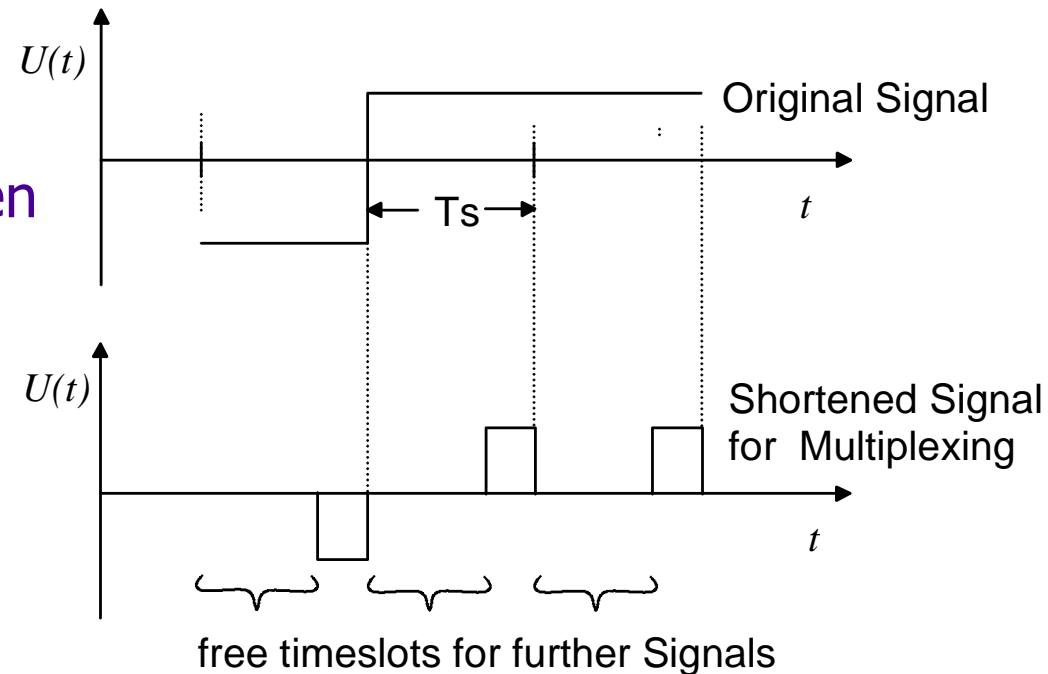 U(t)
Original Signal
en
Ts
t
U(t)
Shortened Signal
for Multiplexing
t
free timeslots for further Signals